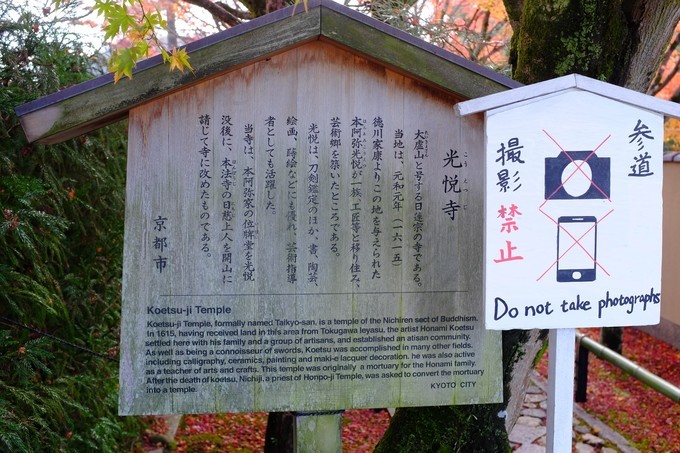 光悦寺
大虚山と号する日蓮宗の寺である。
当地は、元和元年（一六一五）
徳川家康よりこの地を与えられた
本阿弥光悦が一族、工匠等と移り住み、
芸術郷を築いたところである。
光悦は、刀剣鑑定のほか、書、陶芸、
絵画、蒔絵などにも優れ、芸術指導
者としても活躍した。
当寺は、本阿弥家の位牌堂を光悦
没後に、本法寺の日慈上人を開山に
請じて寺に改めたものである。
京都市
Koetsu-ji Temple
Koetsu-ji Temple, formally named Taikyo-san, is a temple of the Nichiren sect of Buddhism.
In 1615, having received land in this area from Tokugawa Ieyasu, the artist Honami Koetsu
settled here with his family and a group of artisans, and established an atisan community.
As well as being a connoisseur of swords, Koetsu was accomplished in many other fields,
including calligraphy, ceramics, painting and maki-e lacquer decoration. he was also active
as a teacher of arts and crafts. This temple was originally a mortuary for the Honami family.
After the death of koetsu, Nichiji, a priest of Honpo-ji Temple, was asked to convert the mortuary
into a temple.
KYOTO CITY
参道
撮影禁止
Do not take photographs